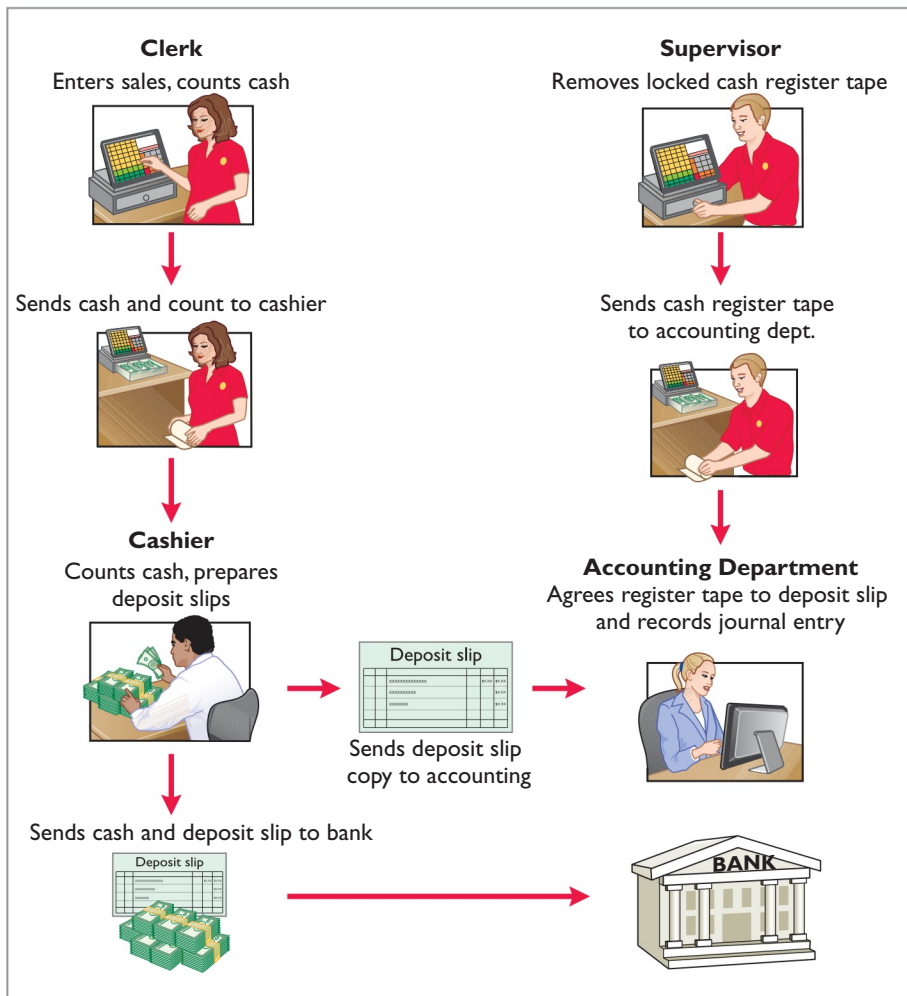 Clerk
Enters sales, counts cash
Supervisor
Removes locked cash register tape
Sends cash and count to cashier
Sends cash register tape
to accounting dept.
Cashier
Counts cash, prepares
deposit slips
Accounting Department
Agrees register tape to deposit slip
and records journal entry
Deposit slip
xxxxxxxxxxxxxx
xxxxxxxxxx
xxxxxxx
Sends deposit slip
copy to accounting
Sends cash and deposit slip to bank
Deposit slip
BANK